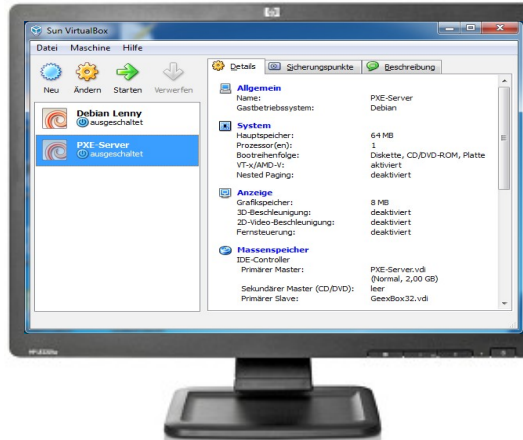 hp
Sun VirtualBox
Datei Maschine Hilfe
Neu Ändern Starten Verwerfen
Debian Lenny
ausgeschaltet
PXE-Server
ausgeschaltet
Details Sicherungspunkte Beschreibung
Allgemein
Name: PXE-Server
Gastbetriebssystem: Debian
System
Hauptspeicher: 64 MB
Prozessor(en): 1
Bootreihenfolge: Diskette, CD/DVD-ROM, Platte
VT-x/AMD-V: aktiviert
Nested Paging: deaktiviert
Anzeige
Grafikspeicher: 8 MB
3D-Beschleunigung: deaktiviert
2D-Video-Beschleunigung: deaktiviert
Fernsteuerung: deaktiviert
Massenspeicher
IDE-Controller
Primärer Master: PXE-Server.vdi
(Normal, 2,00 GB)
Sekundärer Master (CD/DVD): leer
Primärer Slave: GeexBox32.vdi